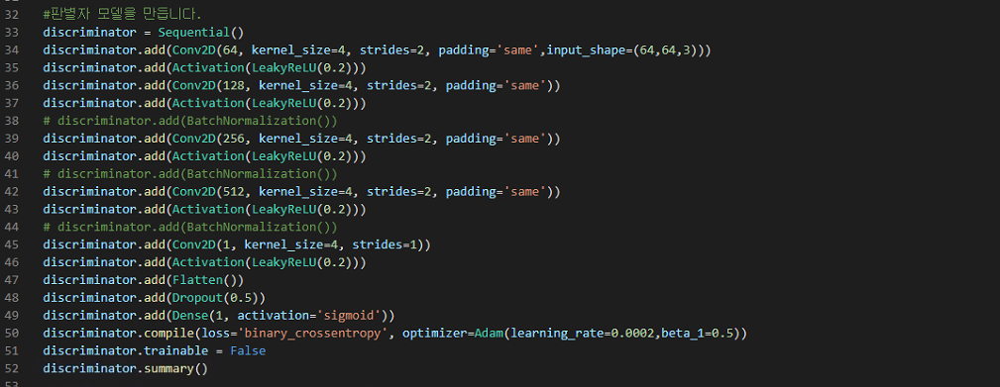 32 #판별자 모델을 만듭니다.
33 discriminator = Sequential()
34 discriminator.add(Conv2D(64, kernel_size=4, strides=2, padding='same',input_shape=(64,64,3)))
35 discriminator.add(Activation(LeakyReLU(0.2)))
36 discriminator.add(Conv2D(128, kernel_size=4, strides=2, padding='same'))
37 discriminator.add(Activation(LeakyReLU(0.2)))
38 # discriminator.add(BatchNormalization())
39 discriminator.add(Conv2D(256, kernel_size=4, strides=2, padding='same'))
40 discriminator.add(Activation(LeakyReLU(0.2)))
41 # discriminator.add(BatchNormalization())
42 discriminator.add(Conv2D(512, kernel_size=4, strides=2, padding='same'))
43 discriminator.add(Activation(LeakyReLU(0.2)))
44 # discriminator.add(BatchNormalization())
45 discriminator.add(Conv2D(1, kernel_size=4, strides=1))
46 discriminator.add(Activation(LeakyReLU(0.2)))
47 discriminator.add(Flatten())
48 discriminator.add(Dropout(0.5))
49 discriminator.add(Dense(1, activation='sigmoid'))
50 discriminator.compile(loss='binary_crossentropy', optimizer=Adam(learning_rate=0.0002,beta_1=0.5))
51 discriminator.trainable = False
52 discriminator.summary()